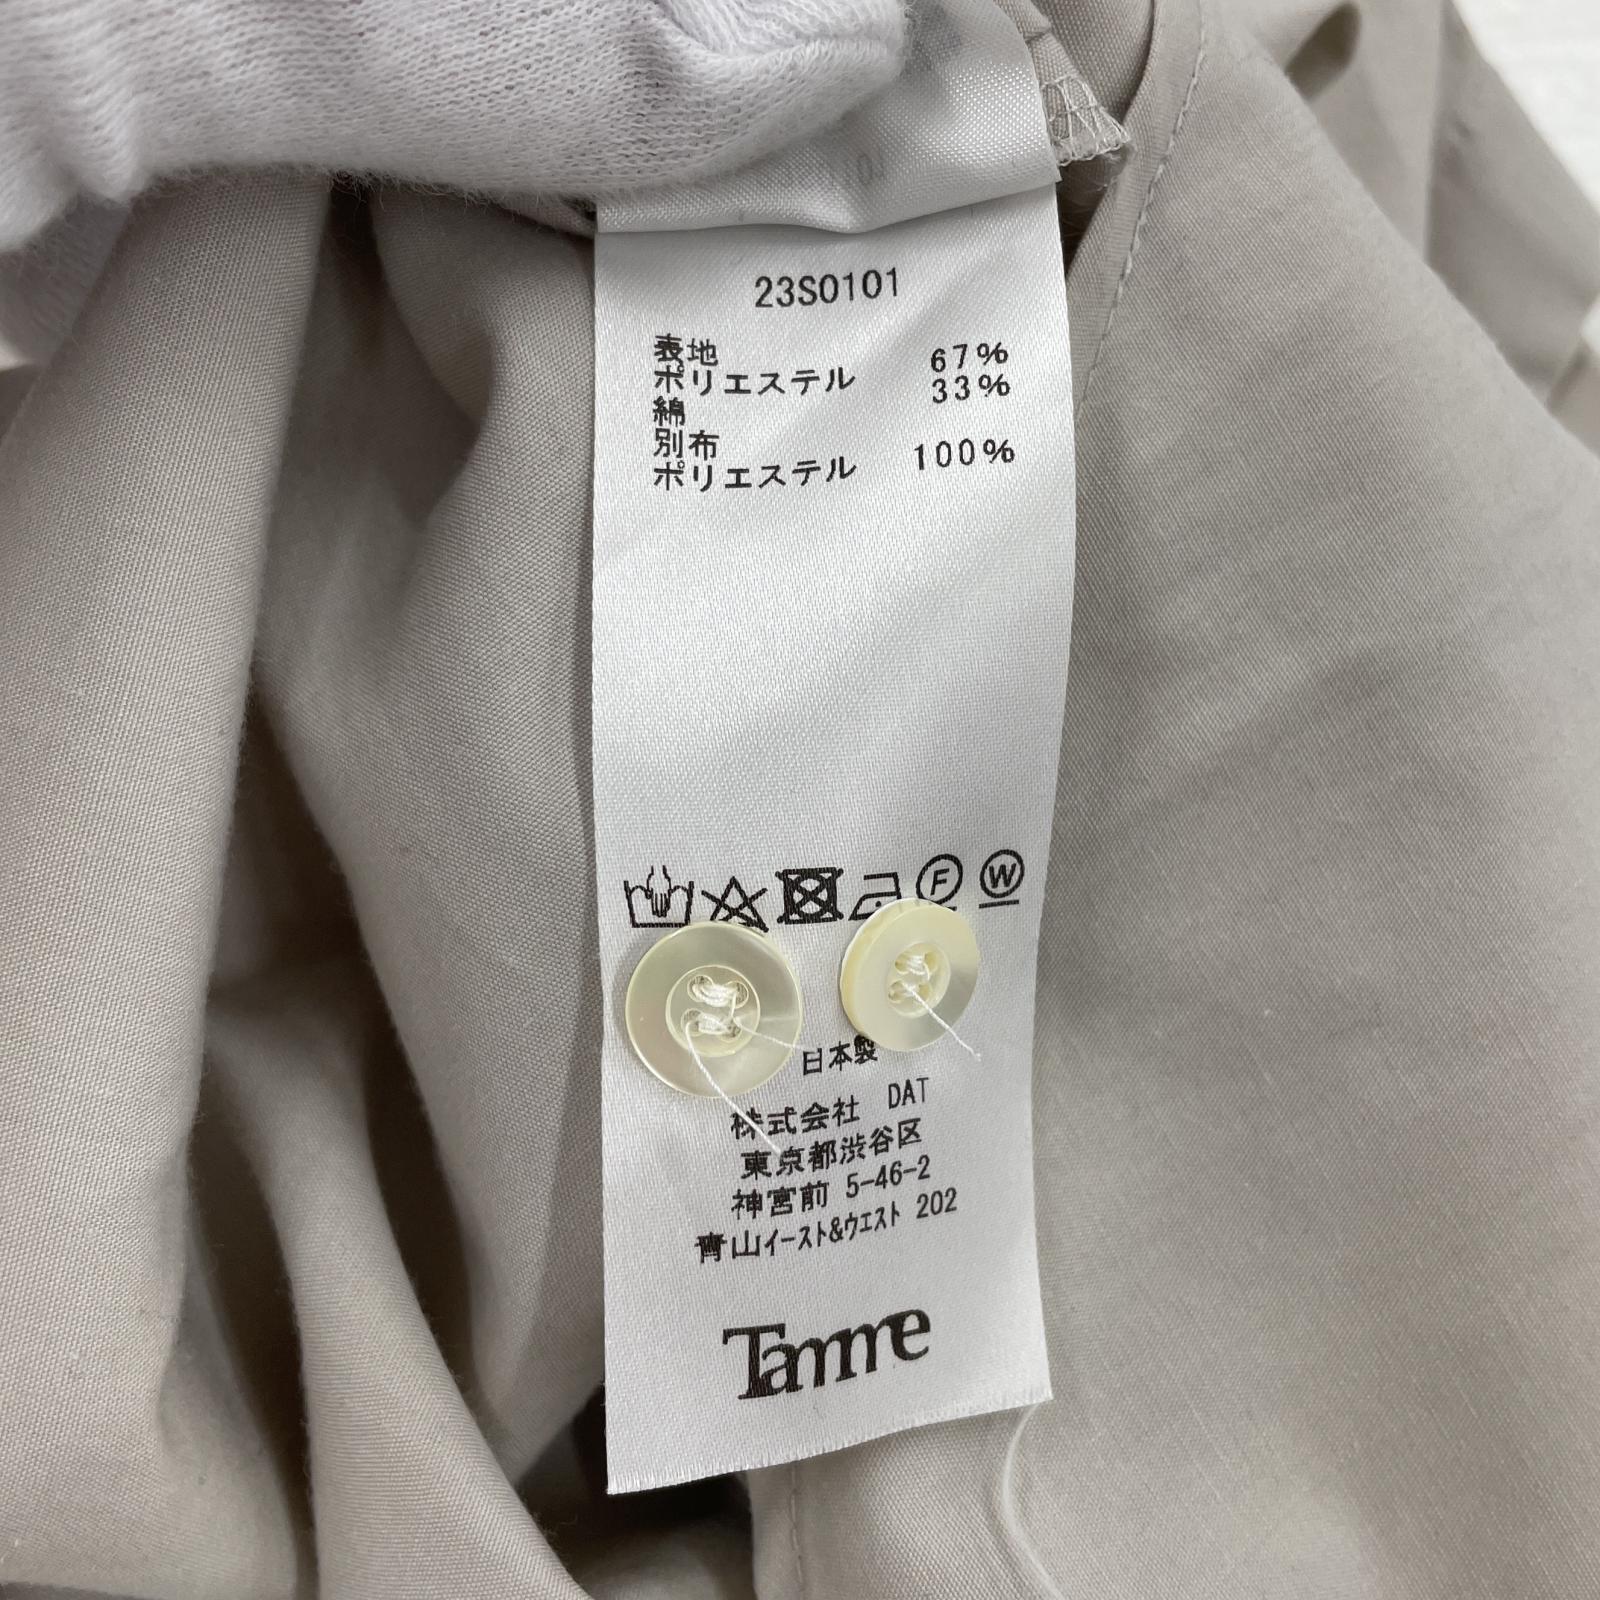 23S0101
表地
ポリエステル 67%
綿 33%
別布
ポリエステル 100%
F W
日本製
株式会社 DAT
東京都渋谷区
神宮前 5-46-2
青山イースト&ウエスト 202
Tamme